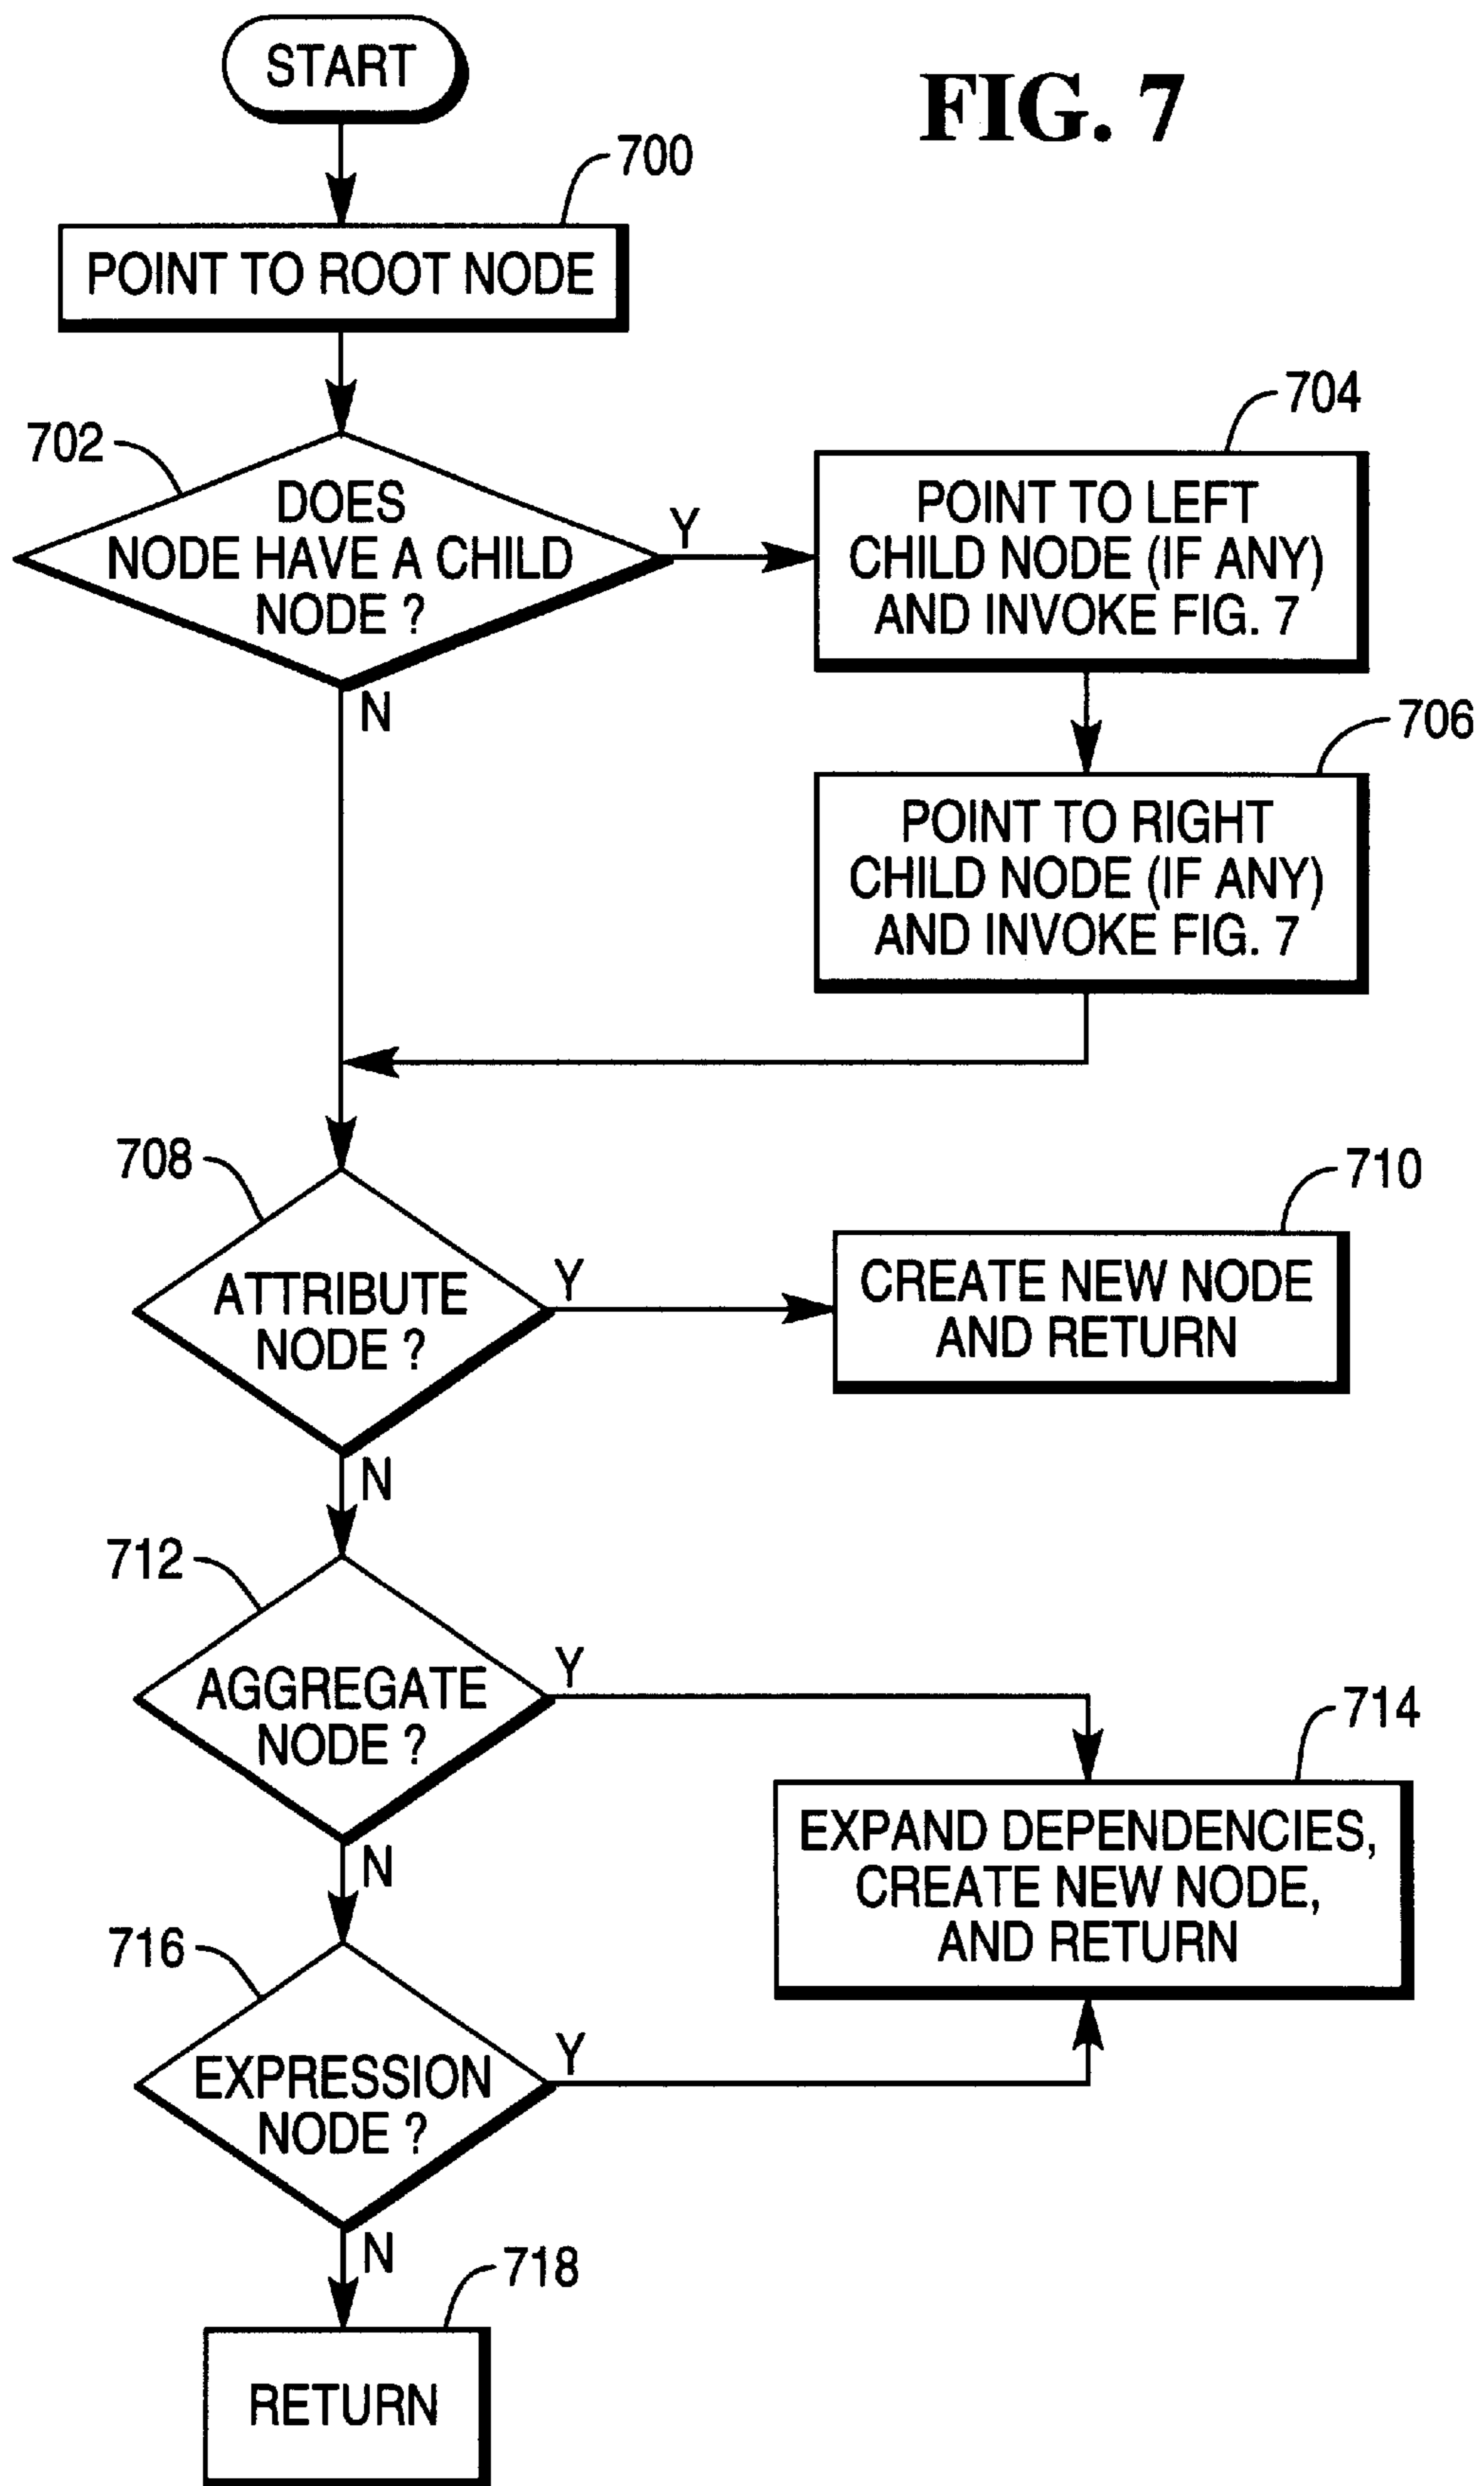 START
FIG. 7
700
POINT TO ROOT NODE
702
DOES
NODE HAVE A CHILD
NODE ?
Y
N
704
POINT TO LEFT
CHILD NODE (IF ANY)
AND INVOKE FIG. 7
706
POINT TO RIGHT
CHILD NODE (IF ANY)
AND INVOKE FIG. 7
708
ATTRIBUTE
NODE ?
Y
N
710
CREATE NEW NODE
AND RETURN
712
AGGREGATE
NODE ?
Y
N
714
EXPAND DEPENDENCIES,
CREATE NEW NODE,
AND RETURN
716
EXPRESSION
NODE ?
Y
N
718
RETURN